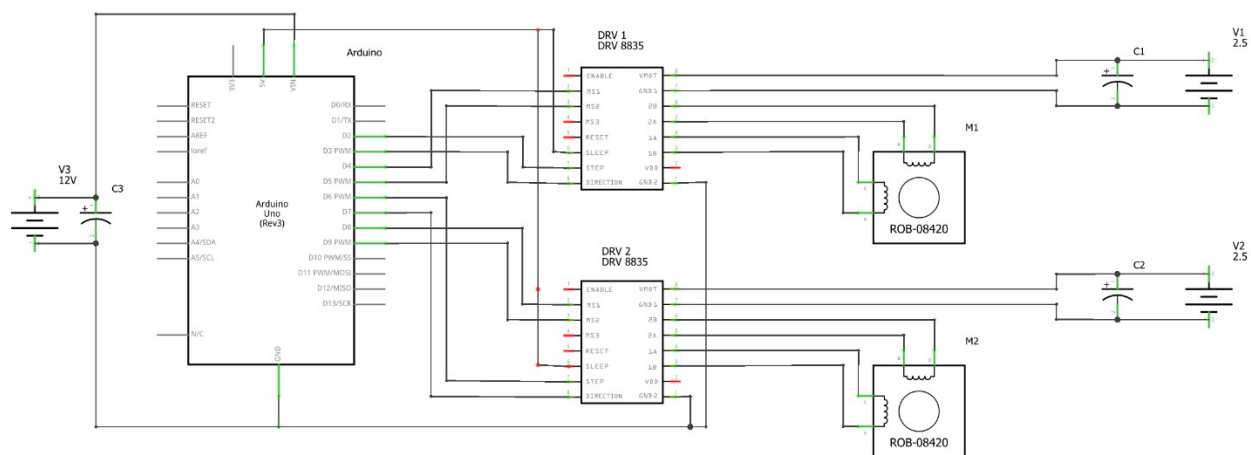 Arduino
3V3
5V
VIN
RESET
RESET2
AREF
ioref
A0
A1
A2
A3
A4/SDA
A5/SCL
N/C
D0/RX
D1/TX
D2
D3 PWM
D4
D5 PWM
D6 PWM
D7
D8
D9 PWM
D10 PWM/SS
D11 PWM/MOSI
D12/MISO
D13/SCK
Arduino
Uno
(Rev3)
GND
V3
12V
C3
+
DRV 1
DRV 8835
ENABLE
MS1
MS2
MS3
RESET
SLEEP
STEP
DIRECTION
VMOT
GND1
2B
2A
1A
1B
VDD
GND2
C1
+
V1
2.5
M1
ROB-08420
DRV 2
DRV 8835
ENABLE
MS1
MS2
MS3
RESET
SLEEP
STEP
DIRECTION
VMOT
GND1
2B
2A
1A
1B
VDD
GND2
C2
+
V2
2.5
M2
ROB-08420